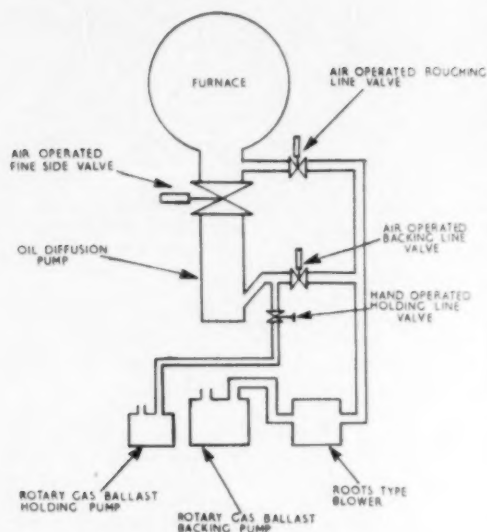 FURNACE
AIR OPERATED ROUGHING
LINE VALVE
AIR OPERATED
FINE SIDE VALVE
AIR OPERATED
BACKING LINE
VALVE
OIL DIFFUSION
PUMP
HAND OPERATED
HOLDING LINE
VALVE
ROTARY GAS BALLAST
HOLDING PUMP
ROTARY GAS BALLAST
BACKING PUMP
ROOTS TYPE
BLOWER